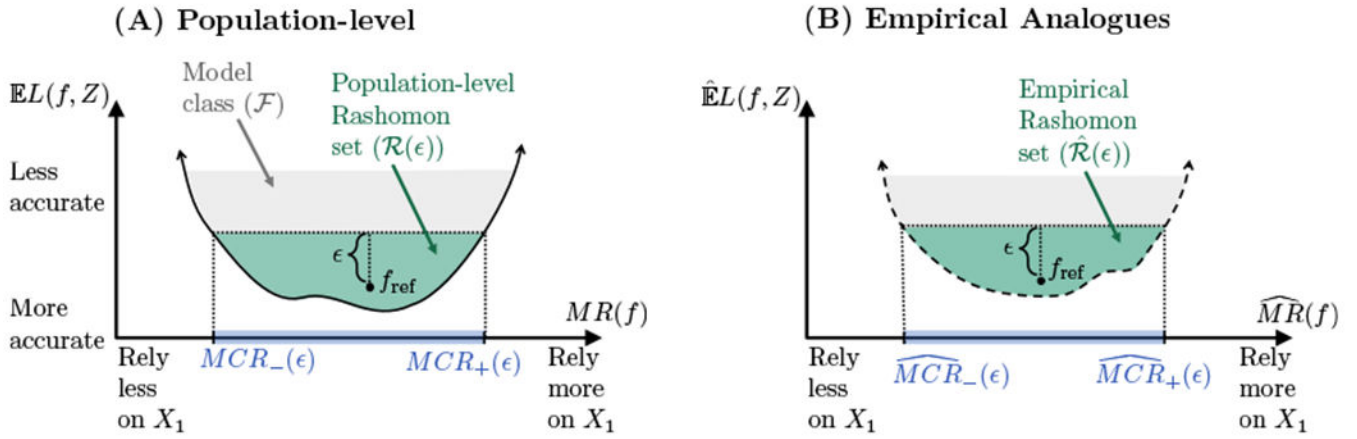 (A) Population-level
𝔼L(f, Z)
Model
class (ℱ)
Population-level
Rashomon
set (ℛ(ϵ))
Less
accurate
ϵ
f_ref
More
accurate
MR(f)
Rely
less
on X₁
MCR₋(ϵ)
MCR₊(ϵ)
Rely
more
on X₁
(B) Empirical Analogues
𝔼̂L(f, Z)
Empirical
Rashomon
set (ℛ̂(ϵ))
ϵ
f_ref
M͡R(f)
Rely
less
on X₁
M͡CR₋(ϵ)
M͡CR₊(ϵ)
Rely
more
on X₁